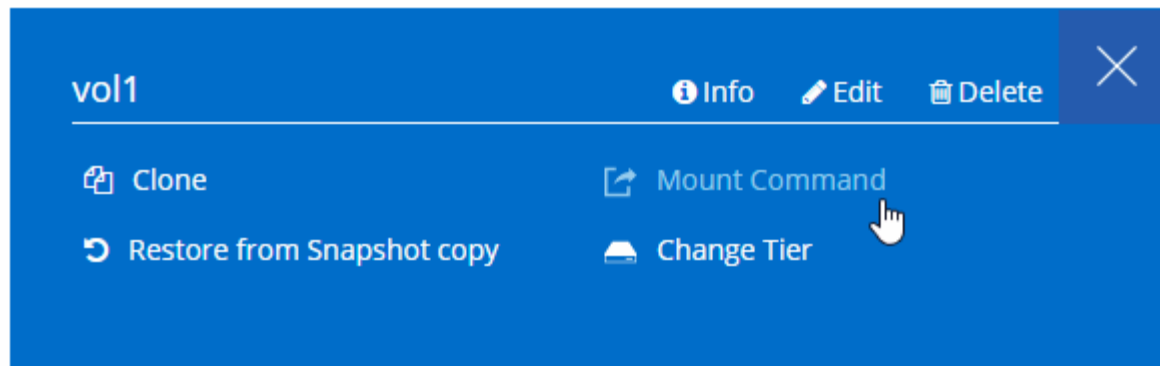 vol1 Info Edit Delete
Clone Mount Command
Restore from Snapshot copy Change Tier